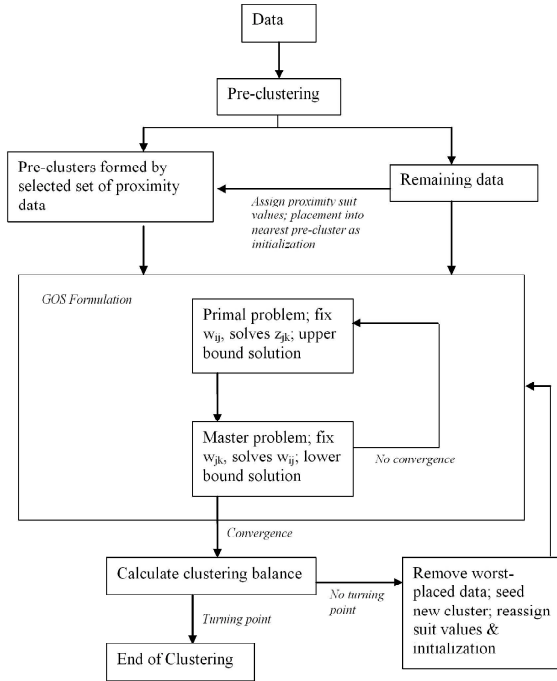 Data
Pre-clustering
Pre-clusters formed by
selected set of proximity
data
Remaining data
Assign proximity suit
values; placement into
nearest pre-cluster as
initialization
GOS Formulation
Primal problem; fix
wij, solves zjk; upper
bound solution
Master problem; fix
wjk, solves wij; lower
bound solution
No convergence
Convergence
Calculate clustering balance
No turning
point
Remove worst-
placed data; seed
new cluster; reassign
suit values &
initialization
Turning point
End of Clustering